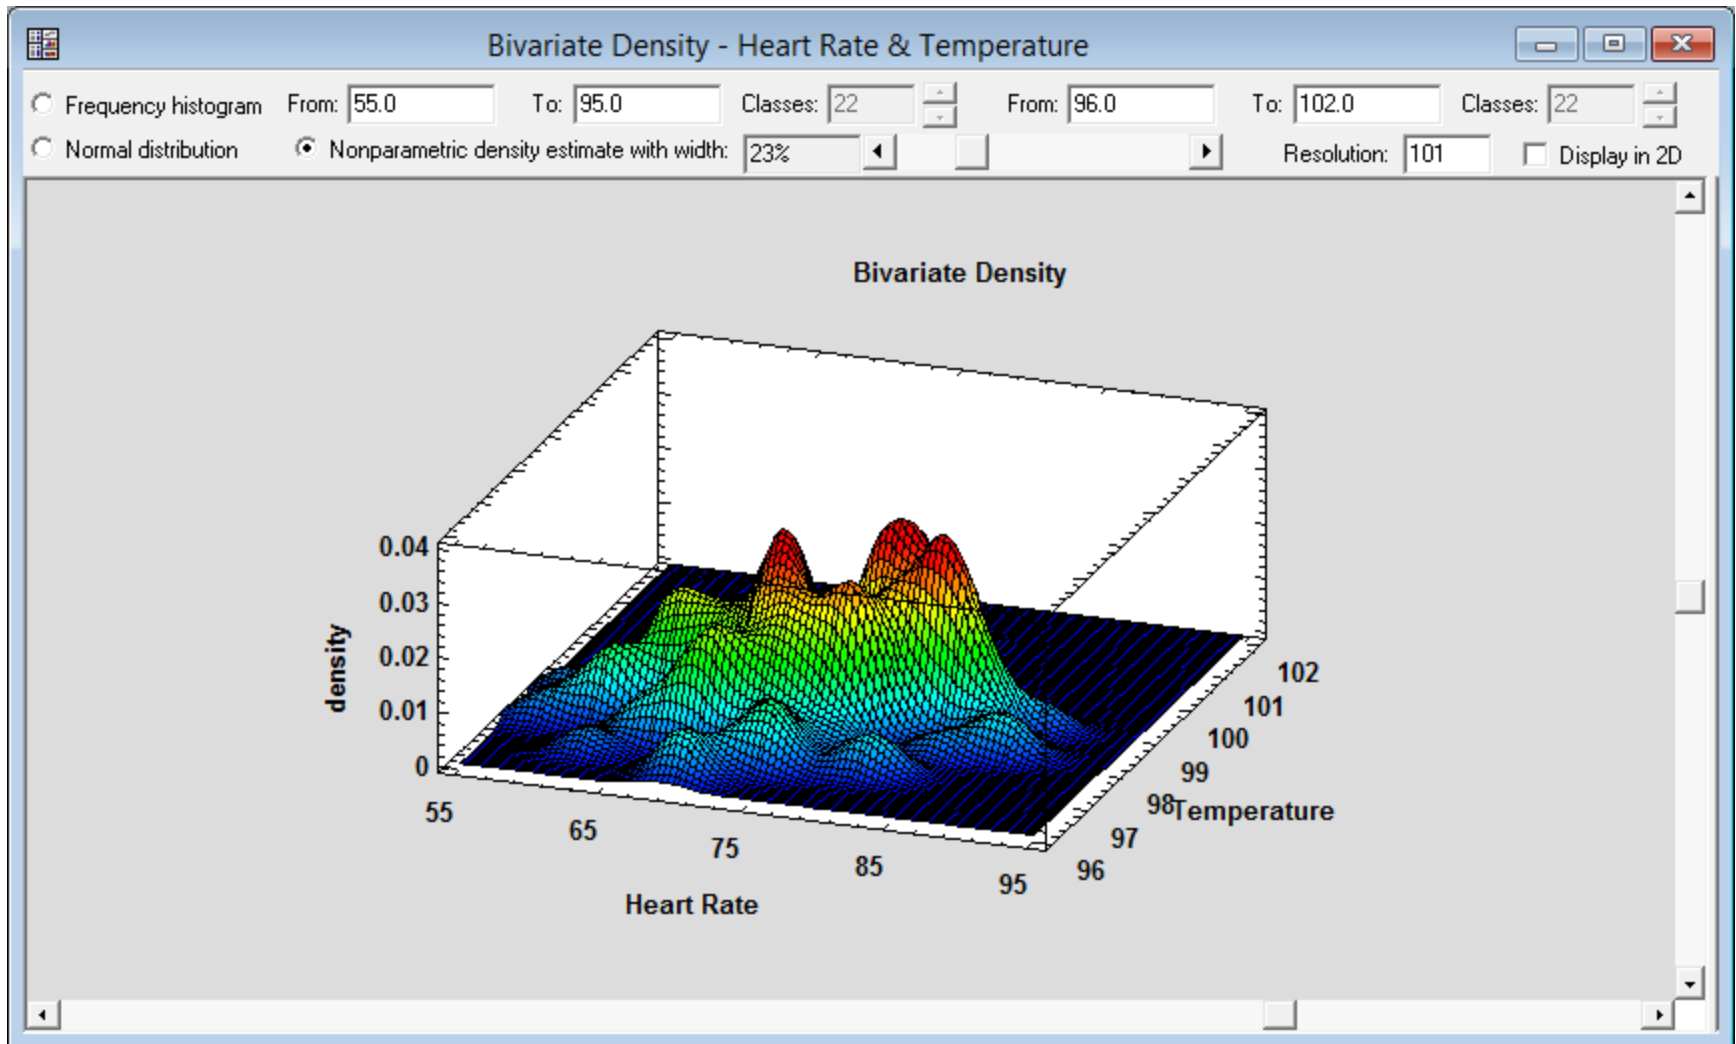 Bivariate Density - Heart Rate & Temperature
Frequency histogram From: 55.0 To: 95.0 Classes: 22 From: 96.0 To: 102.0 Classes: 22
Normal distribution Nonparametric density estimate with width: 23% Resolution: 101 Display in 2D
Bivariate Density
0.04
0.03
0.02
0.01
0
density
55
65
75
85
95
Heart Rate
96
97
98
99
100
101
102
Temperature